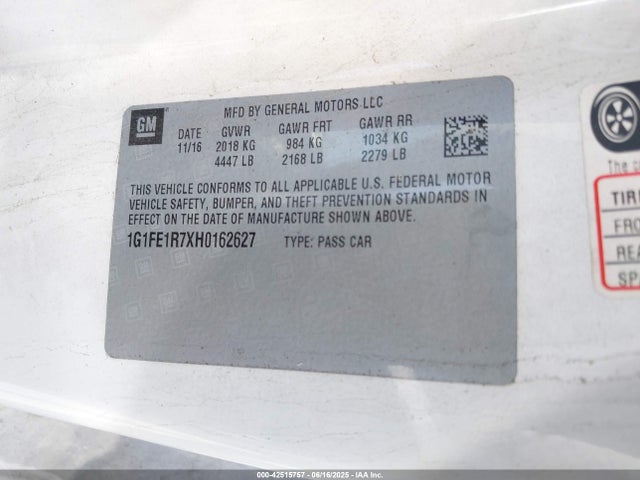 MFD BY GENERAL MOTORS LLC
GM
DATE GVWR GAWR FRT GAWR RR
11/16 2018 KG 984 KG 1034 KG
4447 LB 2168 LB 2279 LB
THIS VEHICLE CONFORMS TO ALL APPLICABLE U.S. FEDERAL MOTOR
VEHICLE SAFETY, BUMPER, AND THEFT PREVENTION STANDARDS IN
EFFECT ON THE DATE OF MANUFACTURE SHOWN ABOVE.
1G1FE1R7XH0162627 TYPE: PASS CAR
The
TIR
FRO
REA
SPA
000-42515757 - 06/16/2025 - IAA Inc.